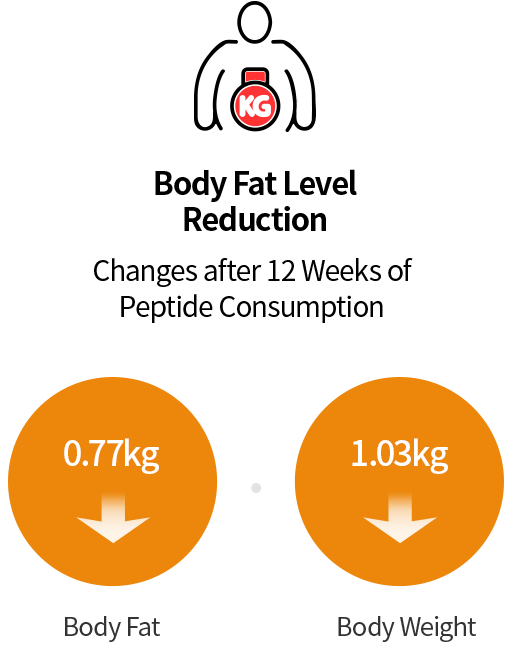 KG
Body Fat Level
Reduction
Changes after 12 Weeks of
Peptide Consumption
0.77kg
1.03kg
Body Fat
Body Weight